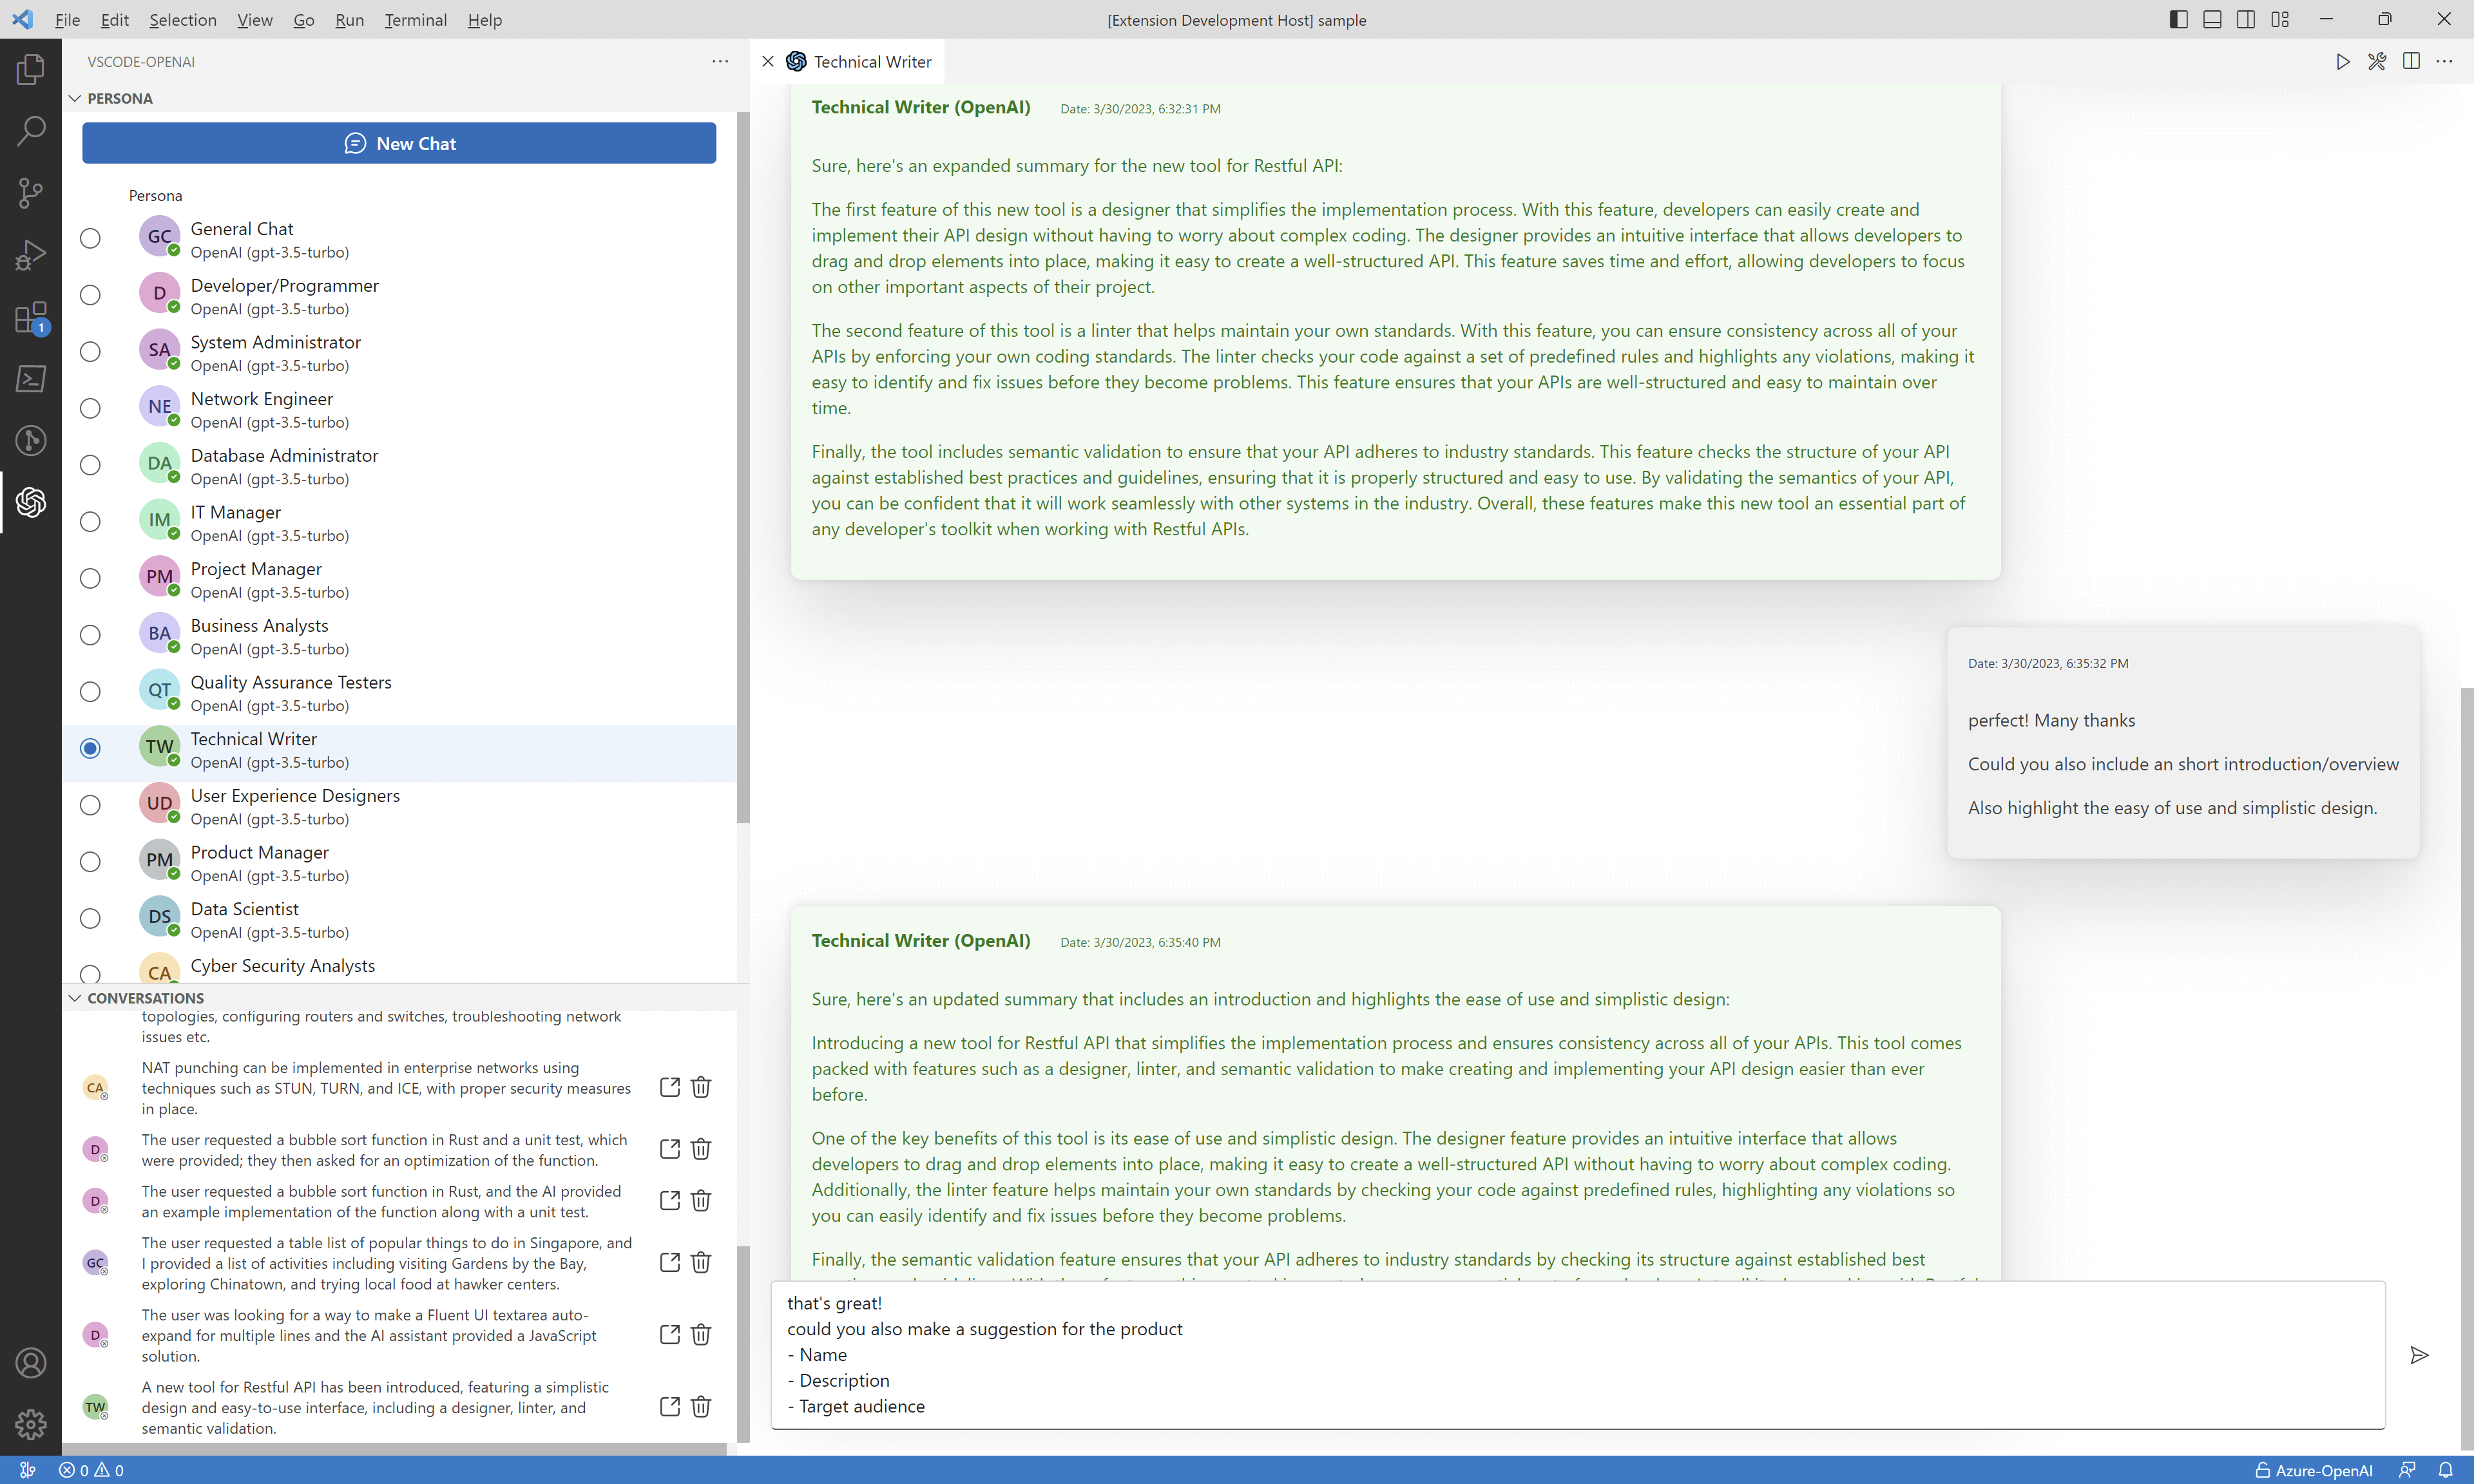 File Edit Selection View Go Run Terminal Help
[Extension Development Host] sample
VSCODE-OPENAI
PERSONA
New Chat
Persona
GC
General Chat
OpenAI (gpt-3.5-turbo)
D
Developer/Programmer
OpenAI (gpt-3.5-turbo)
SA
System Administrator
OpenAI (gpt-3.5-turbo)
NE
Network Engineer
OpenAI (gpt-3.5-turbo)
DA
Database Administrator
OpenAI (gpt-3.5-turbo)
IM
IT Manager
OpenAI (gpt-3.5-turbo)
PM
Project Manager
OpenAI (gpt-3.5-turbo)
BA
Business Analysts
OpenAI (gpt-3.5-turbo)
QT
Quality Assurance Testers
OpenAI (gpt-3.5-turbo)
TW
Technical Writer
OpenAI (gpt-3.5-turbo)
UD
User Experience Designers
OpenAI (gpt-3.5-turbo)
PM
Product Manager
OpenAI (gpt-3.5-turbo)
DS
Data Scientist
OpenAI (gpt-3.5-turbo)
CA
Cyber Security Analysts
1
CONVERSATIONS
topologies, configuring routers and switches, troubleshooting network
issues etc.
CA
NAT punching can be implemented in enterprise networks using
techniques such as STUN, TURN, and ICE, with proper security measures
in place.
D
The user requested a bubble sort function in Rust and a unit test, which
were provided; they then asked for an optimization of the function.
D
The user requested a bubble sort function in Rust, and the AI provided
an example implementation of the function along with a unit test.
GC
The user requested a table list of popular things to do in Singapore, and
I provided a list of activities including visiting Gardens by the Bay,
exploring Chinatown, and trying local food at hawker centers.
D
The user was looking for a way to make a Fluent UI textarea auto-
expand for multiple lines and the AI assistant provided a JavaScript
solution.
TW
A new tool for Restful API has been introduced, featuring a simplistic
design and easy-to-use interface, including a designer, linter, and
semantic validation.
Technical Writer
Technical Writer (OpenAI) Date: 3/30/2023, 6:32:31 PM
Sure, here's an expanded summary for the new tool for Restful API:
The first feature of this new tool is a designer that simplifies the implementation process. With this feature, developers can easily create and
implement their API design without having to worry about complex coding. The designer provides an intuitive interface that allows developers to
drag and drop elements into place, making it easy to create a well-structured API. This feature saves time and effort, allowing developers to focus
on other important aspects of their project.
The second feature of this tool is a linter that helps maintain your own standards. With this feature, you can ensure consistency across all of your
APIs by enforcing your own coding standards. The linter checks your code against a set of predefined rules and highlights any violations, making it
easy to identify and fix issues before they become problems. This feature ensures that your APIs are well-structured and easy to maintain over
time.
Finally, the tool includes semantic validation to ensure that your API adheres to industry standards. This feature checks the structure of your API
against established best practices and guidelines, ensuring that it is properly structured and easy to use. By validating the semantics of your API,
you can be confident that it will work seamlessly with other systems in the industry. Overall, these features make this new tool an essential part of
any developer's toolkit when working with Restful APIs.
Date: 3/30/2023, 6:35:32 PM
perfect! Many thanks
Could you also include an short introduction/overview
Also highlight the easy of use and simplistic design.
Technical Writer (OpenAI) Date: 3/30/2023, 6:35:40 PM
Sure, here's an updated summary that includes an introduction and highlights the ease of use and simplistic design:
Introducing a new tool for Restful API that simplifies the implementation process and ensures consistency across all of your APIs. This tool comes
packed with features such as a designer, linter, and semantic validation to make creating and implementing your API design easier than ever
before.
One of the key benefits of this tool is its ease of use and simplistic design. The designer feature provides an intuitive interface that allows
developers to drag and drop elements into place, making it easy to create a well-structured API without having to worry about complex coding.
Additionally, the linter feature helps maintain your own standards by checking your code against predefined rules, highlighting any violations so
you can easily identify and fix issues before they become problems.
Finally, the semantic validation feature ensures that your API adheres to industry standards by checking its structure against established best
that's great!
could you also make a suggestion for the product
- Name
- Description
- Target audience
0 0
Azure-OpenAI